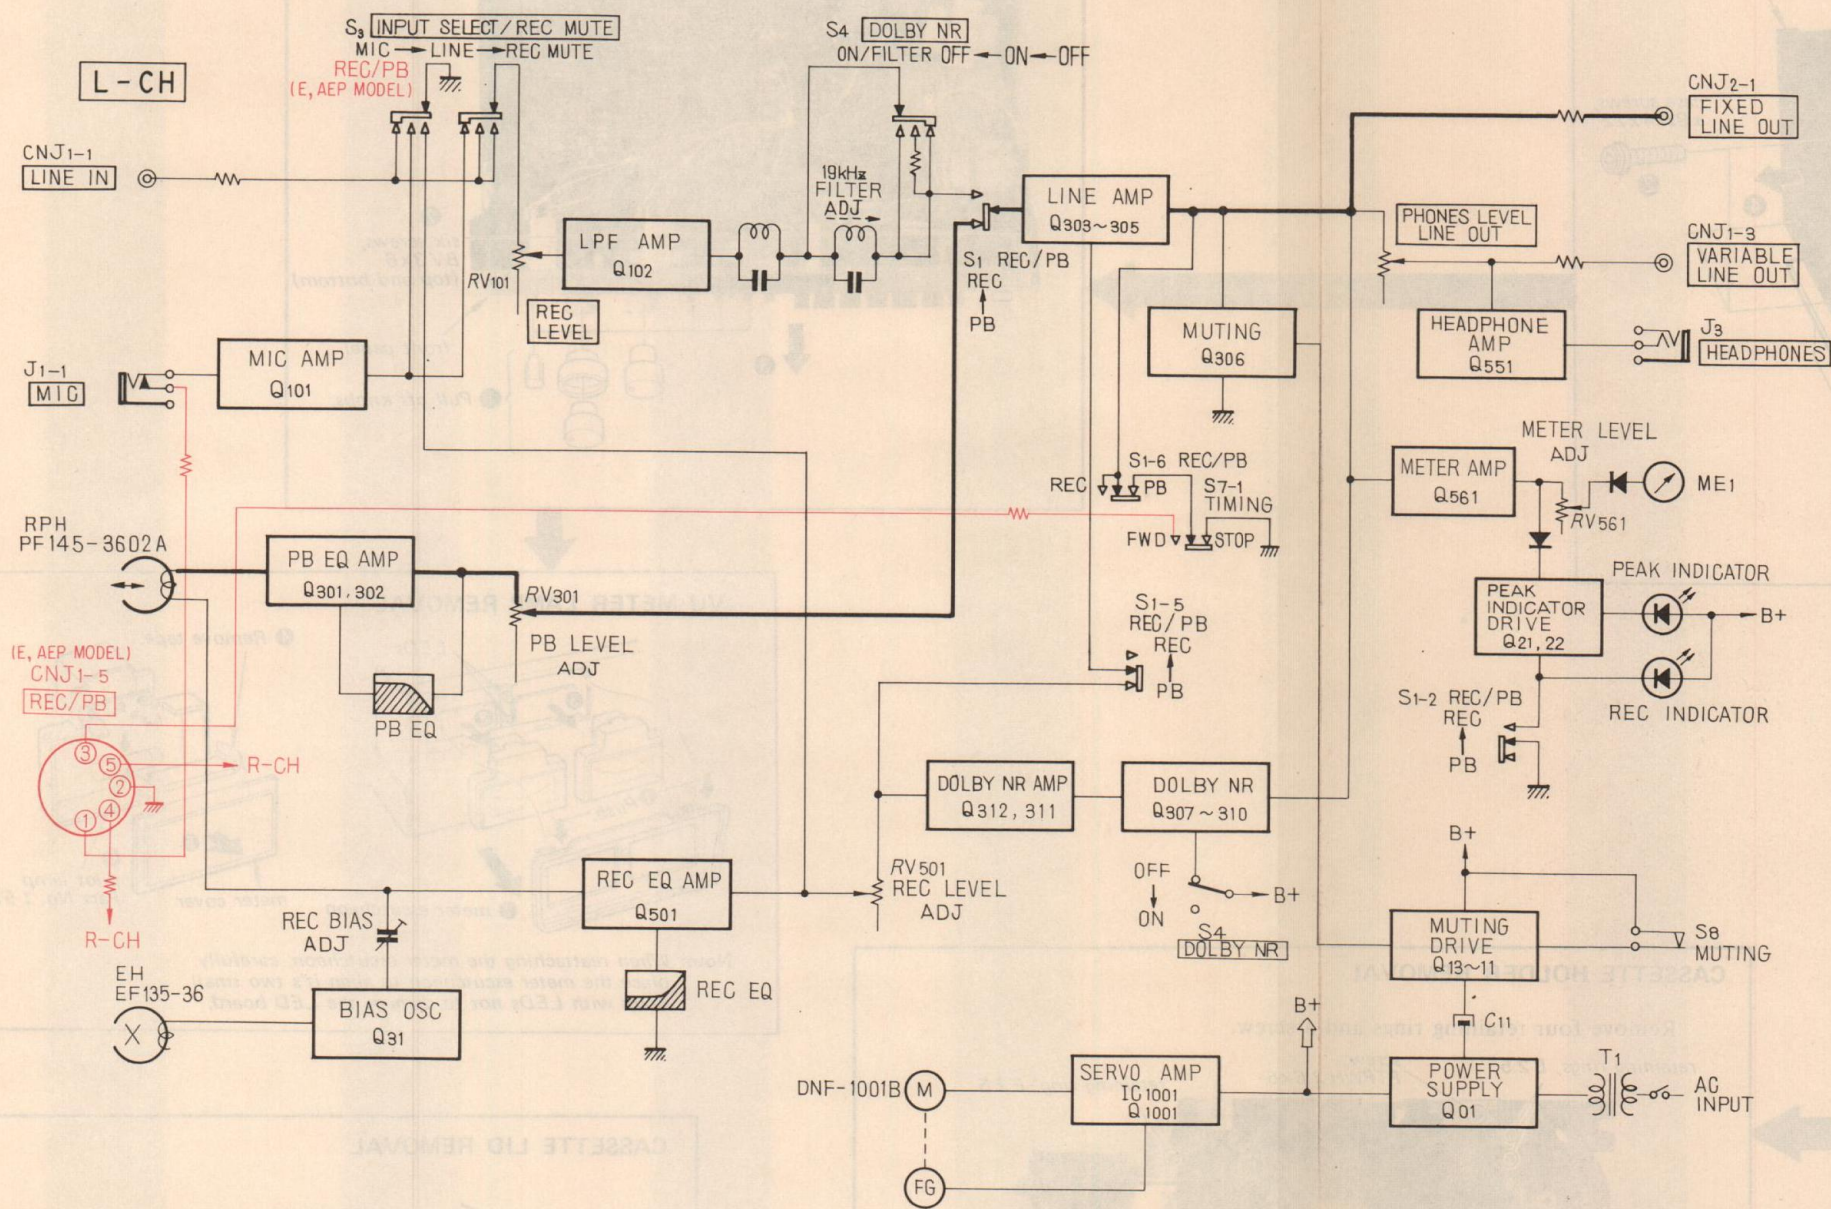 L-CH
S3 INPUT SELECT/REC MUTE
MIC → LINE → REC MUTE
REC/PB
(E, AEP MODEL)
S4 DOLBY NR
ON/FILTER OFF ← ON ← OFF
CNJ1-1
LINE IN
CNJ2-1
FIXED
LINE OUT
19kHz
FILTER
ADJ
LPF AMP
Q102
RV101
REC
LEVEL
LINE AMP
Q303~305
S1 REC/PB
REC
PB
PHONES LEVEL
LINE OUT
CNJ1-3
VARIABLE
LINE OUT
J1-1
MIC
MIC AMP
Q101
MUTING
Q306
HEADPHONE
AMP
Q551
J3
HEADPHONES
S1-6 REC/PB
REC
PB
S7-1
TIMING
FWD
STOP
METER AMP
Q561
METER LEVEL
ADJ
RV561
ME1
RPH
PF145-3602A
PB EQ AMP
Q301, 302
PB EQ
RV301
PB LEVEL
ADJ
S1-5
REC/PB
REC
PB
PEAK
INDICATOR
DRIVE
Q21, 22
PEAK INDICATOR
B+
REC INDICATOR
S1-2 REC/PB
REC
PB
(E, AEP MODEL)
CNJ1-5
REC/PB
3
5
2
4
1
R-CH
R-CH
DOLBY NR AMP
Q312, 311
DOLBY NR
Q307~310
OFF
ON
B+
S4
DOLBY NR
REC EQ AMP
Q501
RV501
REC LEVEL
ADJ
REC BIAS
ADJ
REC EQ
EH
EF135-36
X
BIAS OSC
Q31
B+
MUTING
DRIVE
Q13~11
S8
MUTING
C11
B+
DNF-1001B
M
FG
SERVO AMP
IC1001
Q1001
POWER
SUPPLY
Q01
T1
AC
INPUT